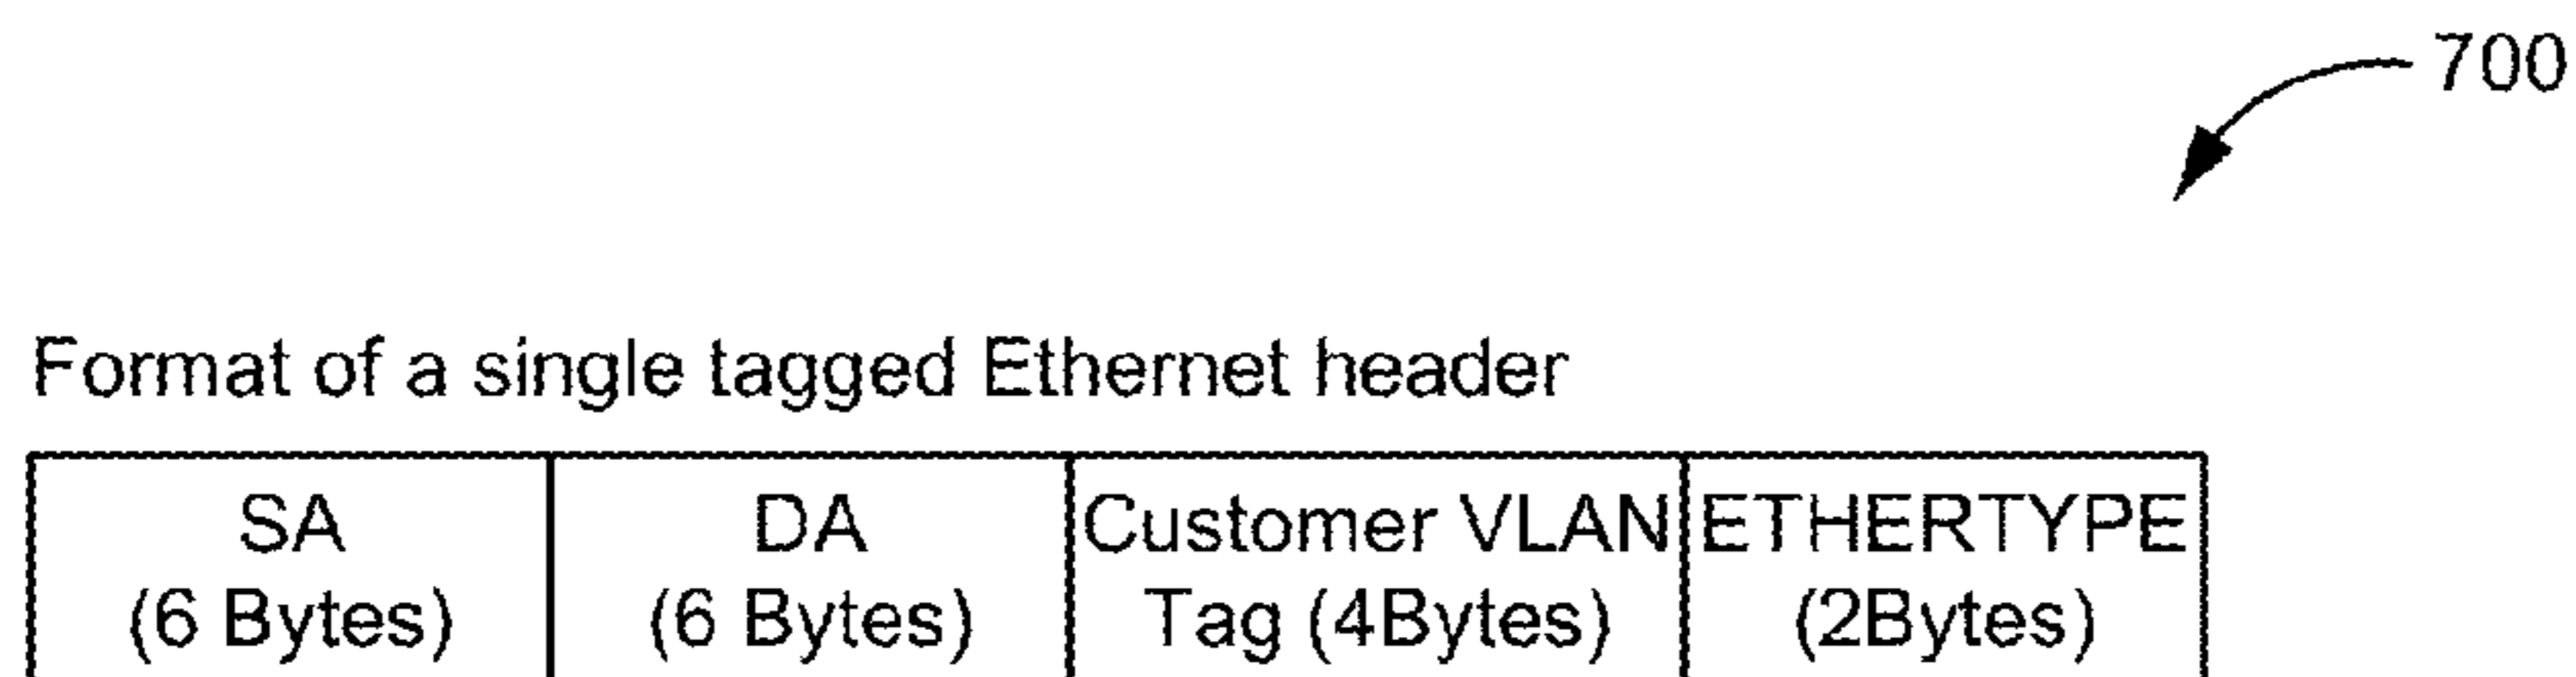 700
Format of a single tagged Ethernet header
SA
(6 Bytes)
DA
(6 Bytes)
Customer VLAN
Tag (4Bytes)
ETHERTYPE
(2Bytes)